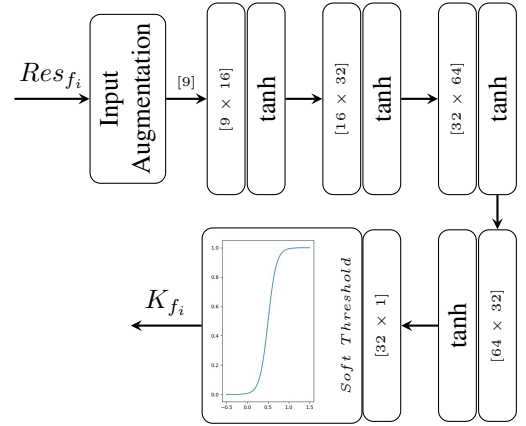 Res_{f_i}
Input
Augmentation
[9]
[9 × 16]
tanh
[16 × 32]
tanh
[32 × 64]
tanh
[64 × 32]
tanh
[32 × 1]
Soft Threshold
1.0
0.8
0.6
0.4
0.2
0.0
-0.5 0.0 0.5 1.0 1.5
K_{f_i}